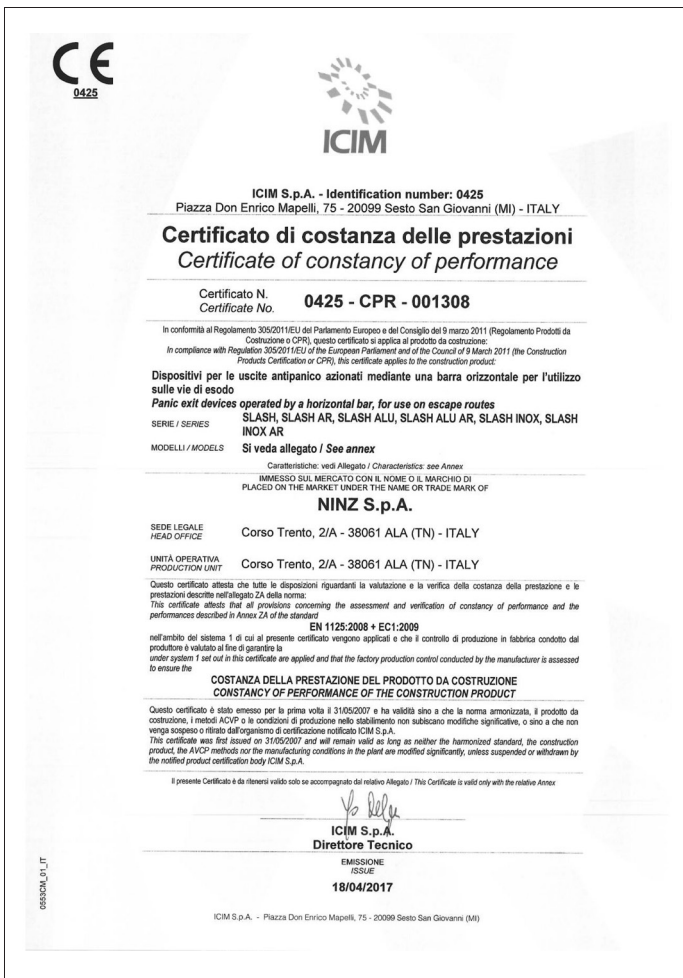 CE
0425
ICIM
ICIM S.p.A. - Identification number: 0425
Piazza Don Enrico Mapelli, 75 - 20099 Sesto San Giovanni (MI) - ITALY
Certificato di costanza delle prestazioni
Certificate of constancy of performance
Certificato N.
Certificate No.
0425 - CPR - 001308
In conformità al Regolamento 305/2011/EU del Parlamento Europeo e del Consiglio del 9 marzo 2011 (Regolamento Prodotti da
Costruzione o CPR), questo certificato si applica al prodotto da costruzione:
In compliance with Regulation 305/2011/EU of the European Parliament and of the Council of 9 March 2011 (the Construction
Products Certification or CPR), this certificate applies to the construction product:
Dispositivi per le uscite antipanico azionati mediante una barra orizzontale per l'utilizzo
sulle vie di esodo
Panic exit devices operated by a horizontal bar, for use on escape routes
SERIE / SERIES
SLASH, SLASH AR, SLASH ALU, SLASH ALU AR, SLASH INOX, SLASH
INOX AR
MODELLI / MODELS
Si veda allegato / See annex
Caratteristiche: vedi Allegato / Characteristics: see Annex
IMMESSO SUL MERCATO CON IL NOME O IL MARCHIO DI
PLACED ON THE MARKET UNDER THE NAME OR TRADE MARK OF
NINZ S.p.A.
SEDE LEGALE
HEAD OFFICE
Corso Trento, 2/A - 38061 ALA (TN) - ITALY
UNITÀ OPERATIVA
PRODUCTION UNIT
Corso Trento, 2/A - 38061 ALA (TN) - ITALY
Questo certificato attesta che tutte le disposizioni riguardanti la valutazione e la verifica della costanza della prestazione e le
prestazioni descritte nell'allegato ZA della norma:
This certificate attests that all provisions concerning the assessment and verification of constancy of performance and the
performances described in Annex ZA of the standard
EN 1125:2008 + EC1:2009
nell'ambito del sistema 1 di cui al presente certificato vengono applicati e che il controllo di produzione in fabbrica condotto dal
produttore è valutato al fine di garantire la
under system 1 set out in this certificate are applied and that the factory production control conducted by the manufacturer is assessed
to ensure the
COSTANZA DELLA PRESTAZIONE DEL PRODOTTO DA COSTRUZIONE
CONSTANCY OF PERFORMANCE OF THE CONSTRUCTION PRODUCT
Questo certificato è stato emesso per la prima volta il 31/05/2007 e ha validità sino a che la norma armonizzata, il prodotto da
costruzione, i metodi ACVP o le condizioni di produzione nello stabilimento non subiscano modifiche significative, o sino a che non
venga sospeso o ritirato dall'organismo di certificazione notificato ICIM S.p.A.
This certificate was first issued on 31/05/2007 and will remain valid as long as neither the harmonized standard, the construction
product, the AVCP methods nor the manufacturing conditions in the plant are modified significantly, unless suspended or withdrawn by
the notified product certification body ICIM S.p.A.
Il presente Certificato è da ritenersi valido solo se accompagnato dal relativo Allegato / This Certificate is valid only with the relative Annex
ICIM S.p.A.
Direttore Tecnico
EMISSIONE
ISSUE
18/04/2017
0553CM_01_IT
ICIM S.p.A. - Piazza Don Enrico Mapelli, 75 - 20099 Sesto San Giovanni (MI)